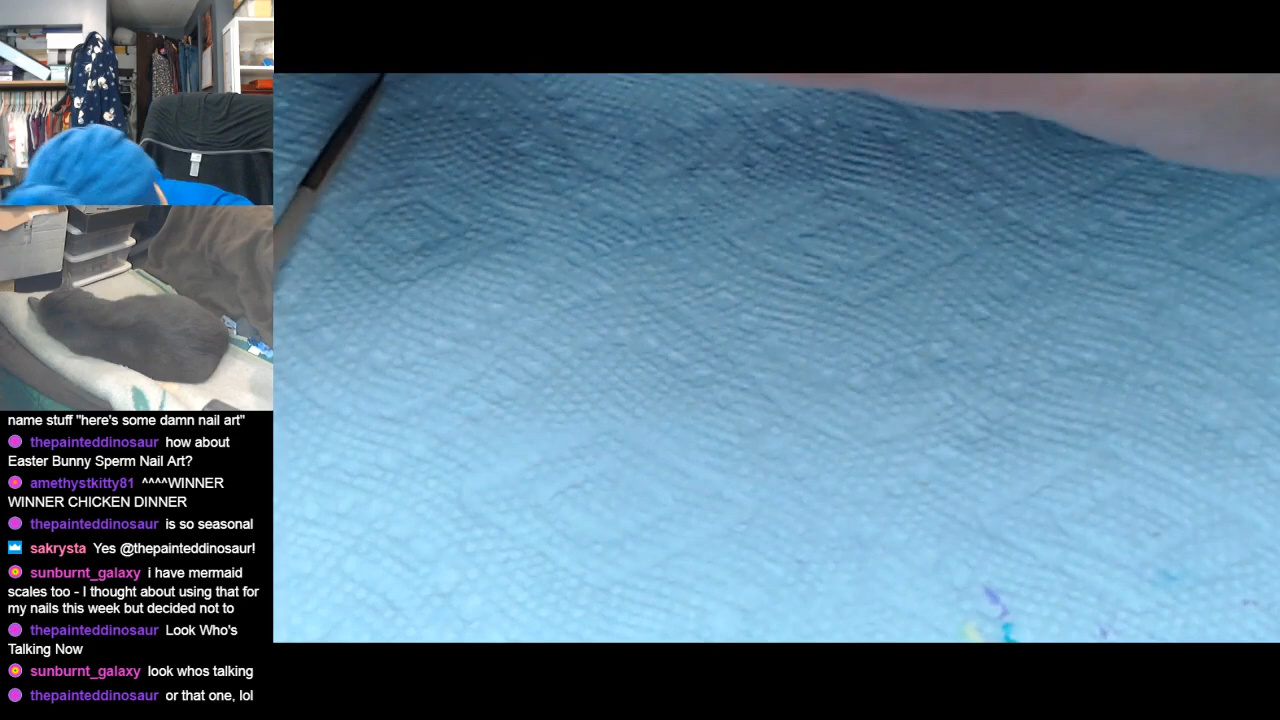 name stuff "here's some damn nail art"
thepainteddinosaur how about
Easter Bunny Sperm Nail Art?
amethystkitty81 ^^^^WINNER
WINNER CHICKEN DINNER
thepainteddinosaur is so seasonal
sakrysta Yes @thepainteddinosaur!
sunburnt_galaxy i have mermaid
scales too - I thought about using that for
my nails this week but decided not to
thepainteddinosaur Look Who's
Talking Now
sunburnt_galaxy look whos talking
thepainteddinosaur or that one, lol